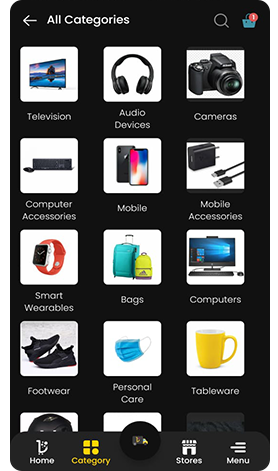 All Categories
1
Television
Audio
Devices
Cameras
Computer
Accessories
Mobile
Mobile
Accessories
Smart
Wearables
Bags
Computers
Footwear
Personal
Care
Tableware
Home
Category
Stores
Menu